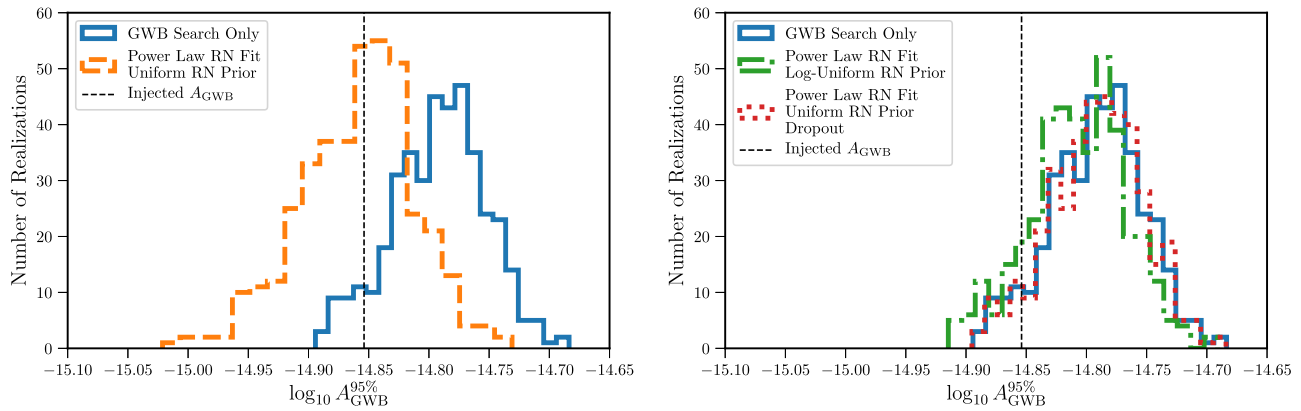 60
50
40
30
20
10
0
Number of Realizations
GWB Search Only
Power Law RN Fit
Uniform RN Prior
Injected A_GWB
−15.10 −15.05 −15.00 −14.95 −14.90 −14.85 −14.80 −14.75 −14.70 −14.65
log₁₀ A_GWB^95%
60
50
40
30
20
10
0
Number of Realizations
GWB Search Only
Power Law RN Fit
Log-Uniform RN Prior
Power Law RN Fit
Uniform RN Prior
Dropout
Injected A_GWB
−15.10 −15.05 −15.00 −14.95 −14.90 −14.85 −14.80 −14.75 −14.70 −14.65
log₁₀ A_GWB^95%